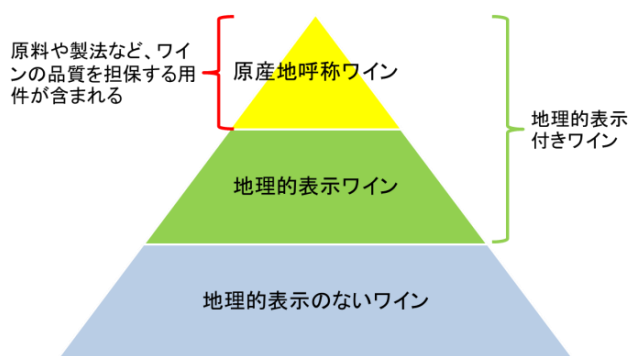 原料や製法など、ワイ
ンの品質を担保する用
件が含まれる
原産地呼称ワイン
地理的表示
付きワイン
地理的表示ワイン
地理的表示のないワイン